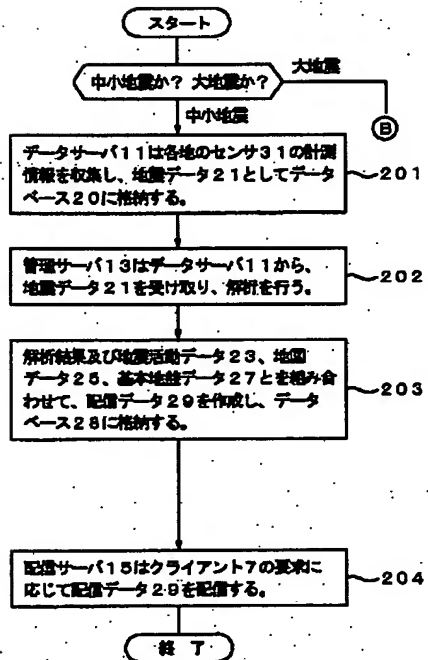 スタート
中小地震か？ 大地震か？
大地震
B
中小地震
データサーバ11は各地のセンサ31の計測
情報を収集し、地震データ21としてデータ
ベース20に格納する。
201
管理サーバ13はデータサーバ11から、
地震データ21を受け取り、解析を行う。
202
解析結果及び地震活動データ23、地図
データ25、基本地盤データ27とを組み合
わせて、配信データ29を作成し、データ
ベース28に格納する。
203
配信サーバ15はクライアント7の要求に
応じて配信データ29を配信する。
204
終了